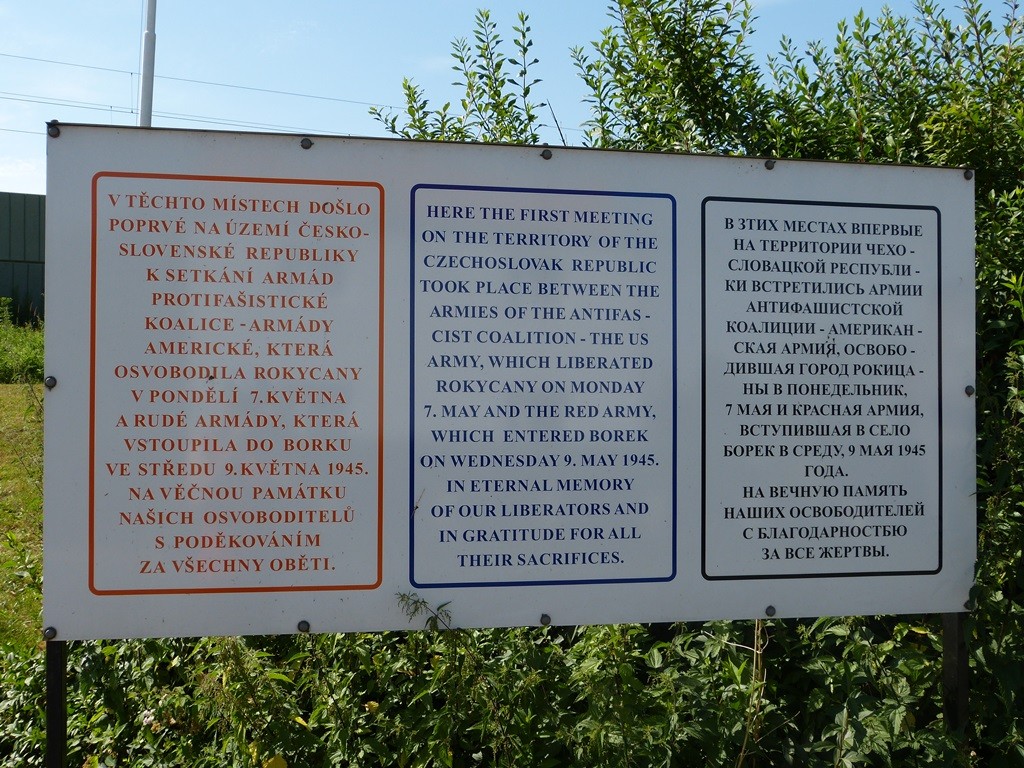 V TĚCHTO MÍSTECH DOŠLO
POPRVÉ NA ÚZEMÍ ČESKO-
SLOVENSKÉ REPUBLIKY
K SETKÁNÍ ARMÁD
PROTIFAŠISTICKÉ
KOALICE - ARMÁDY
AMERICKÉ, KTERÁ
OSVOBODILA ROKYCANY
V PONDĚLÍ 7. KVĚTNA
A RUDÉ ARMÁDY, KTERÁ
VSTOUPILA DO BORKU
VE STŘEDU 9. KVĚTNA 1945.
NA VĚČNOU PAMÁTKU
NAŠICH OSVOBODITELŮ
S PODĚKOVÁNÍM
ZA VŠECHNY OBĚTI.
HERE THE FIRST MEETING
ON THE TERRITORY OF THE
CZECHOSLOVAK REPUBLIC
TOOK PLACE BETWEEN THE
ARMIES OF THE ANTIFAS -
CIST COALITION - THE US
ARMY, WHICH LIBERATED
ROKYCANY ON MONDAY
7. MAY AND THE RED ARMY,
WHICH ENTERED BOREK
ON WEDNESDAY 9. MAY 1945.
IN ETERNAL MEMORY
OF OUR LIBERATORS AND
IN GRATITUDE FOR ALL
THEIR SACRIFICES.
В ЗТИХ МЕСТАХ ВПЕРВЫЕ
НА ТЕРРИТОРИИ ЧЕХО -
СЛОВАЦКОЙ РЕСПУБЛИ -
КИ ВСТРЕТИЛИСЬ АРМИИ
АНТИФАШИСТСКОЙ
КОАЛИЦИИ - АМЕРИКАН -
СКАЯ АРМИЯ, ОСВОБО -
ДИВШАЯ ГОРОД РОКИЦА -
НЫ В ПОНЕДЕЛЬНИК,
7 МАЯ И КРАСНАЯ АРМИЯ,
ВСТУПИВШАЯ В СЕЛО
БОРЕК В СРЕДУ, 9 МАЯ 1945
ГОДА.
НА ВЕЧНУЮ ПАМЯТЬ
НАШИХ ОСВОБОДИТЕЛЕЙ
С БЛАГОДАРНОСТЬЮ
ЗА ВСЕ ЖЕРТВЫ.